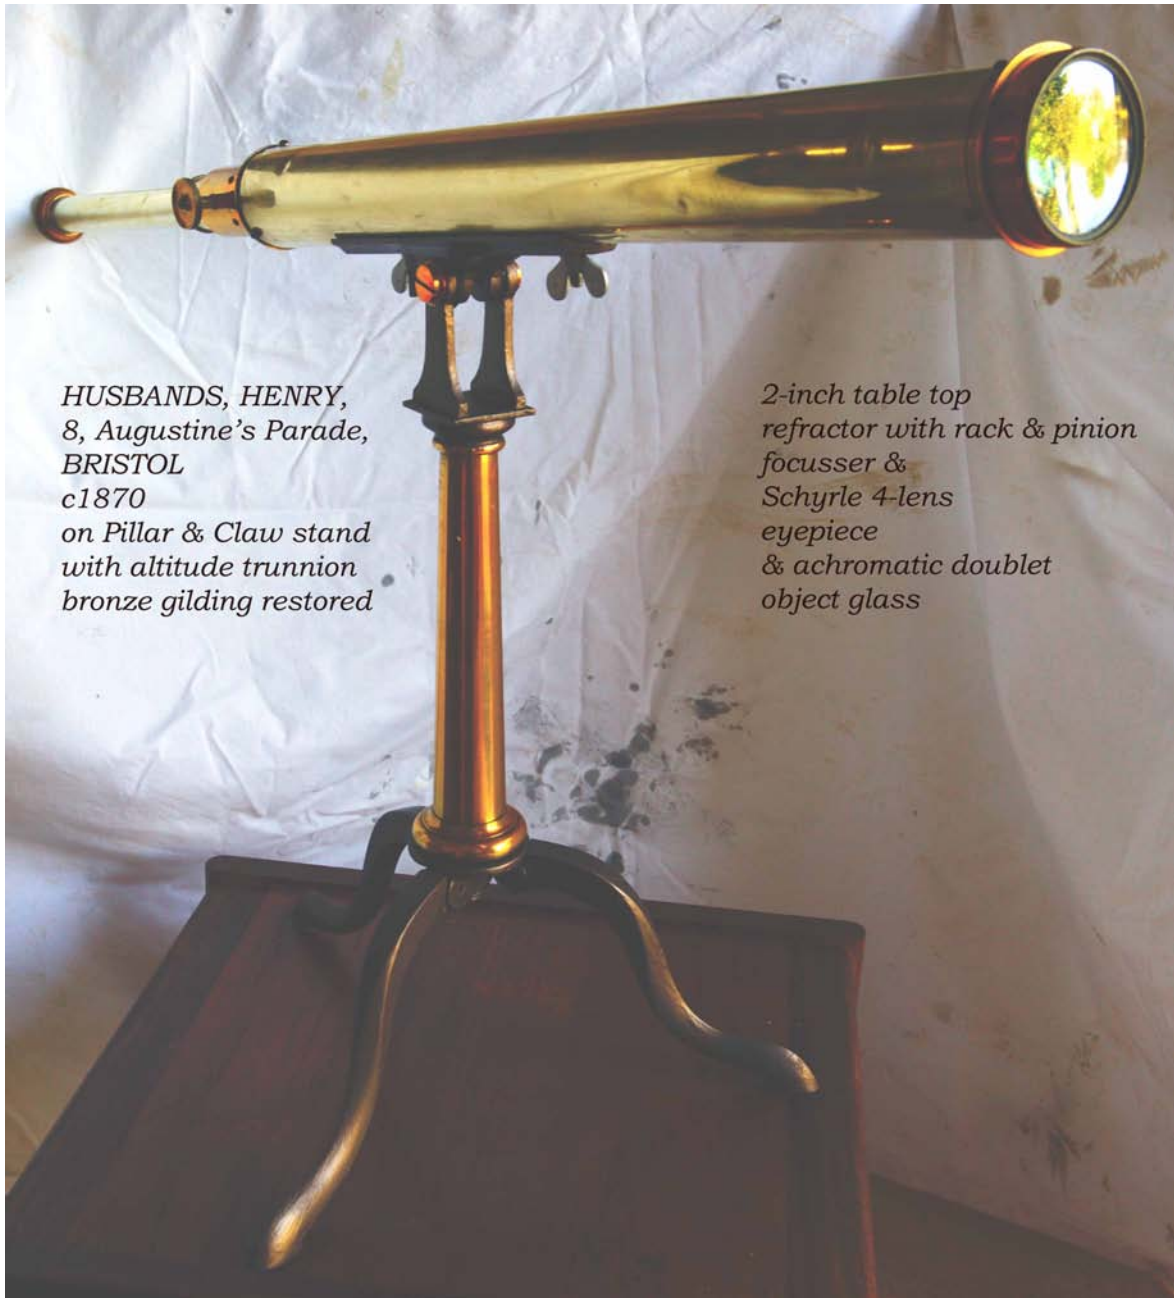 HUSBANDS, HENRY,
8, Augustine's Parade,
BRISTOL
c1870
on Pillar & Claw stand
with altitude trunnion
bronze gilding restored
2-inch table top
refractor with rack & pinion
focusser &
Schyrle 4-lens
eyepiece
& achromatic doublet
object glass